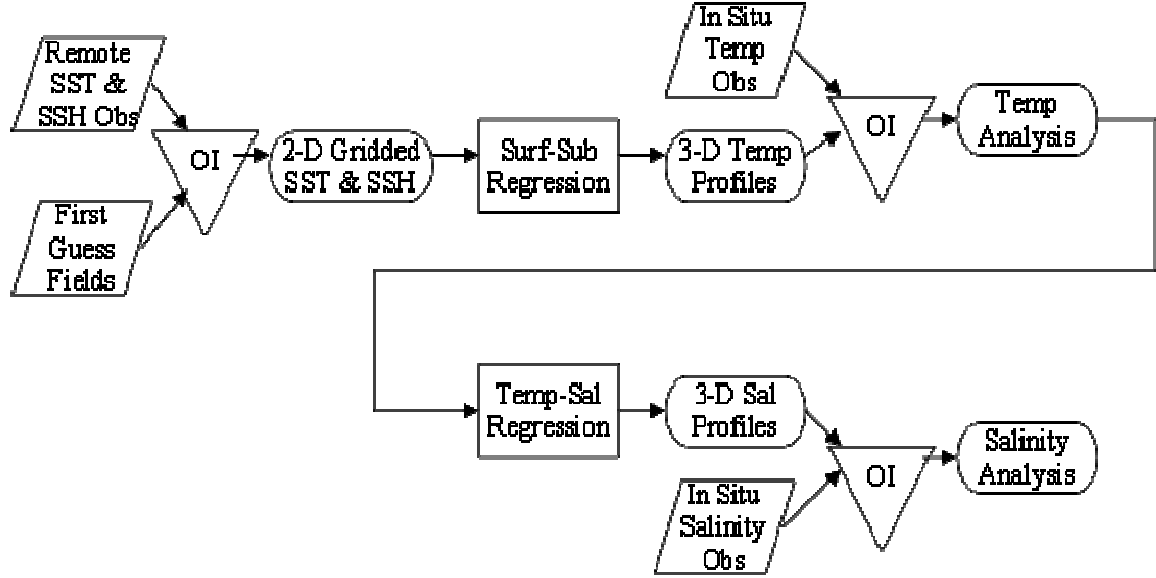 Remote
SST &
SSH Obs
First
Guess
Fields
OI
2-D Gridded
SST & SSH
Surf-Sub
Regression
3-D Temp
Profiles
In Situ
Temp
Obs
OI
Temp
Analysis
Temp-Sal
Regression
3-D Sal
Profiles
In Situ
Salinity
Obs
OI
Salinity
Analysis